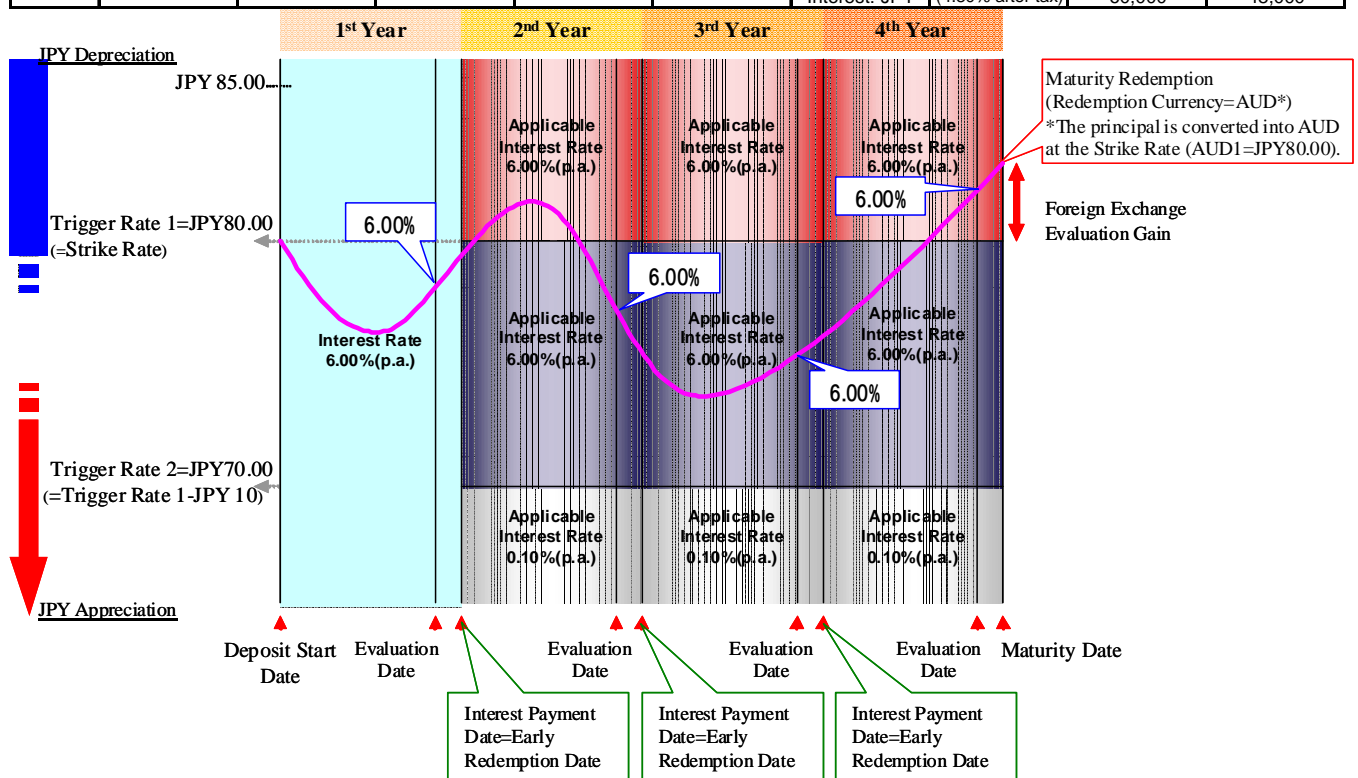 Interest: JPY
1st Year
2nd Year
3rd Year
4th Year
JPY Depreciation
JPY 85.00
Maturity Redemption
(Redemption Currency=AUD*)
*The principal is converted into AUD
at the Strike Rate (AUD1=JPY80.00).
Applicable
Interest Rate
6.00%(p.a.)
Applicable
Interest Rate
6.00%(p.a.)
Applicable
Interest Rate
6.00%(p.a.)
6.00%
Trigger Rate 1=JPY80.00
(=Strike Rate)
6.00%
Foreign Exchange
Evaluation Gain
6.00%
Interest Rate
6.00%(p.a.)
Applicable
Interest Rate
6.00%(p.a.)
Applicable
Interest Rate
6.00%(p.a.)
Applicable
Interest Rate
6.00%(p.a.)
6.00%
Trigger Rate 2=JPY70.00
(=Trigger Rate 1-JPY 10)
Applicable
Interest Rate
0.10%(p.a.)
Applicable
Interest Rate
0.10%(p.a.)
Applicable
Interest Rate
0.10%(p.a.)
JPY Appreciation
Deposit Start
Date
Evaluation
Date
Evaluation
Date
Evaluation
Date
Evaluation
Date
Maturity Date
Interest Payment
Date=Early
Redemption Date
Interest Payment
Date=Early
Redemption Date
Interest Payment
Date=Early
Redemption Date